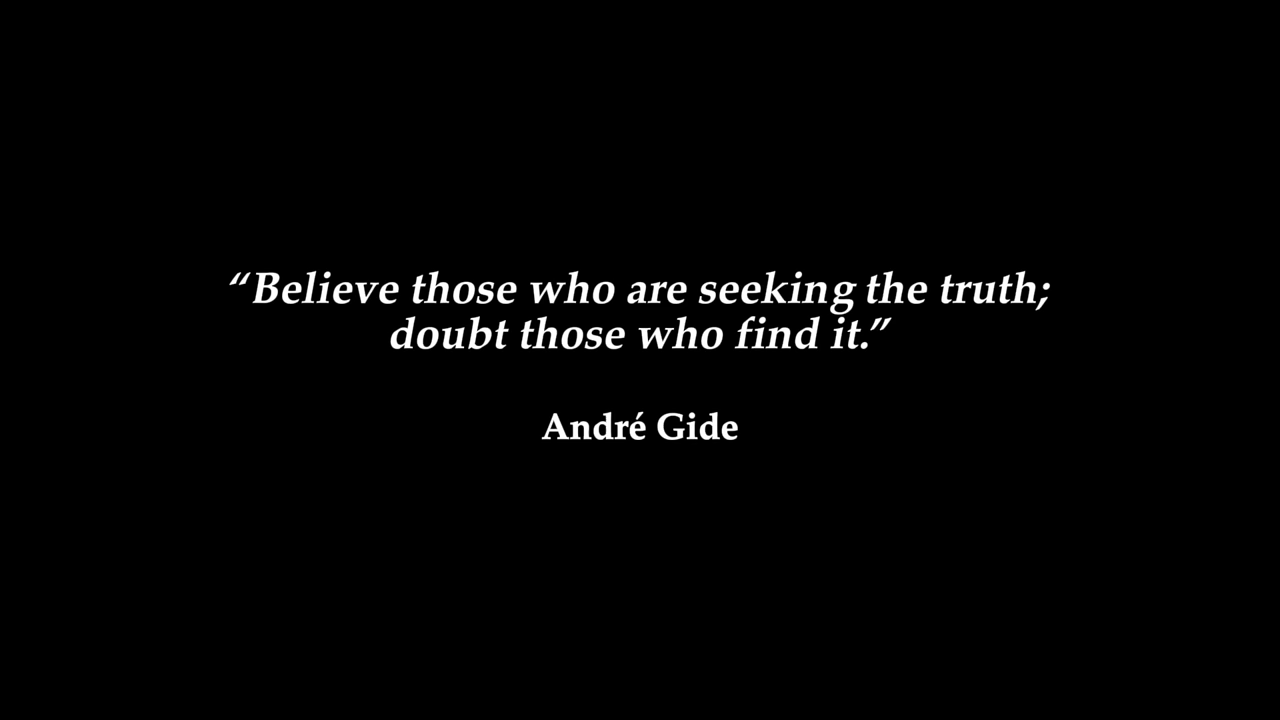 “Believe those who are seeking the truth;
doubt those who find it.”
André Gide